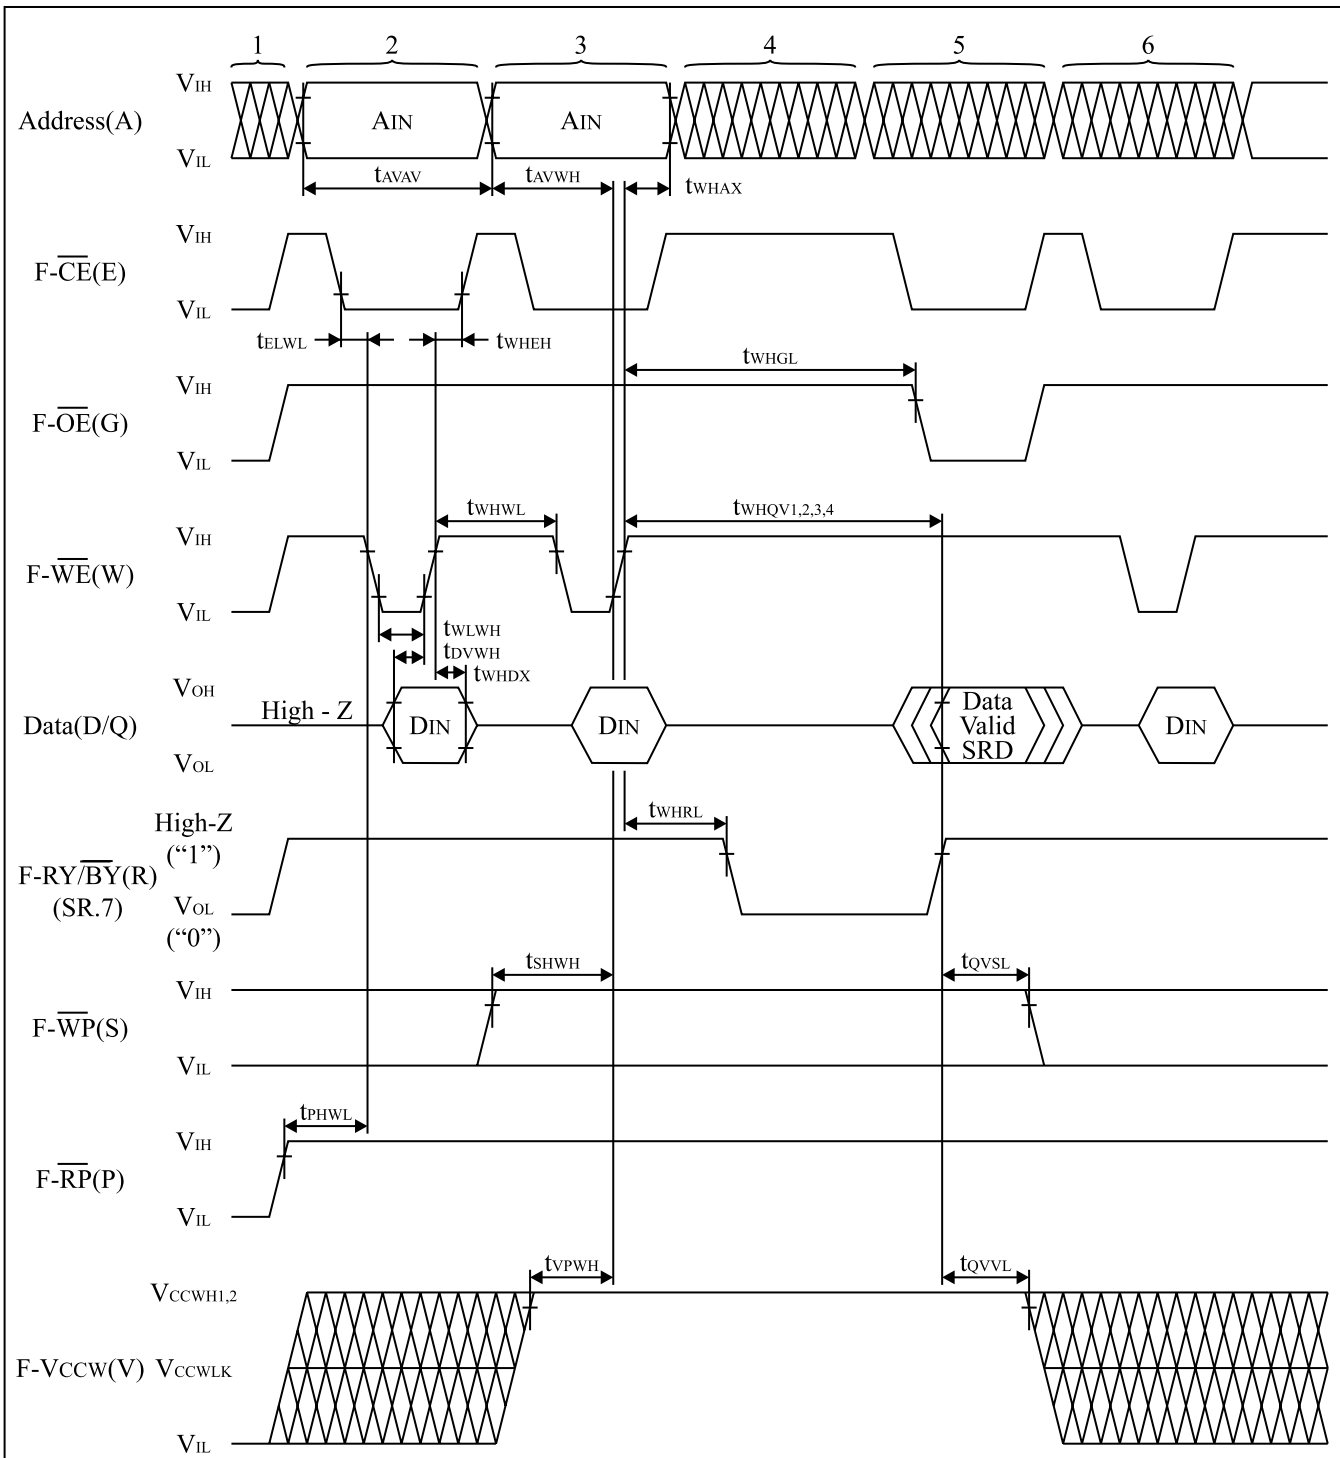 1 2 3 4 5 6
VIH
Address(A) AIN AIN
VIL
tAVAV tAVWH tWHAX
VIH
F-CE(E)
VIL
tELWL tWHEH
tWHGL
VIH
F-OE(G)
VIL
tWHWL tWHQV1,2,3,4
VIH
F-WE(W)
VIL
tWLWH
tDVWH
tWHDX
VOH
High - Z
Data(D/Q) DIN DIN Data Valid SRD DIN
VOL
High-Z
("1")
tWHRL
F-RY/BY(R)
(SR.7)
VOL
("0")
tSHWH tQVSL
VIH
F-WP(S)
VIL
tPHWL
VIH
F-RP(P)
VIL
tVPWH tQVVL
VCCWH1,2
F-VCCW(V) VCCWLK
VIL